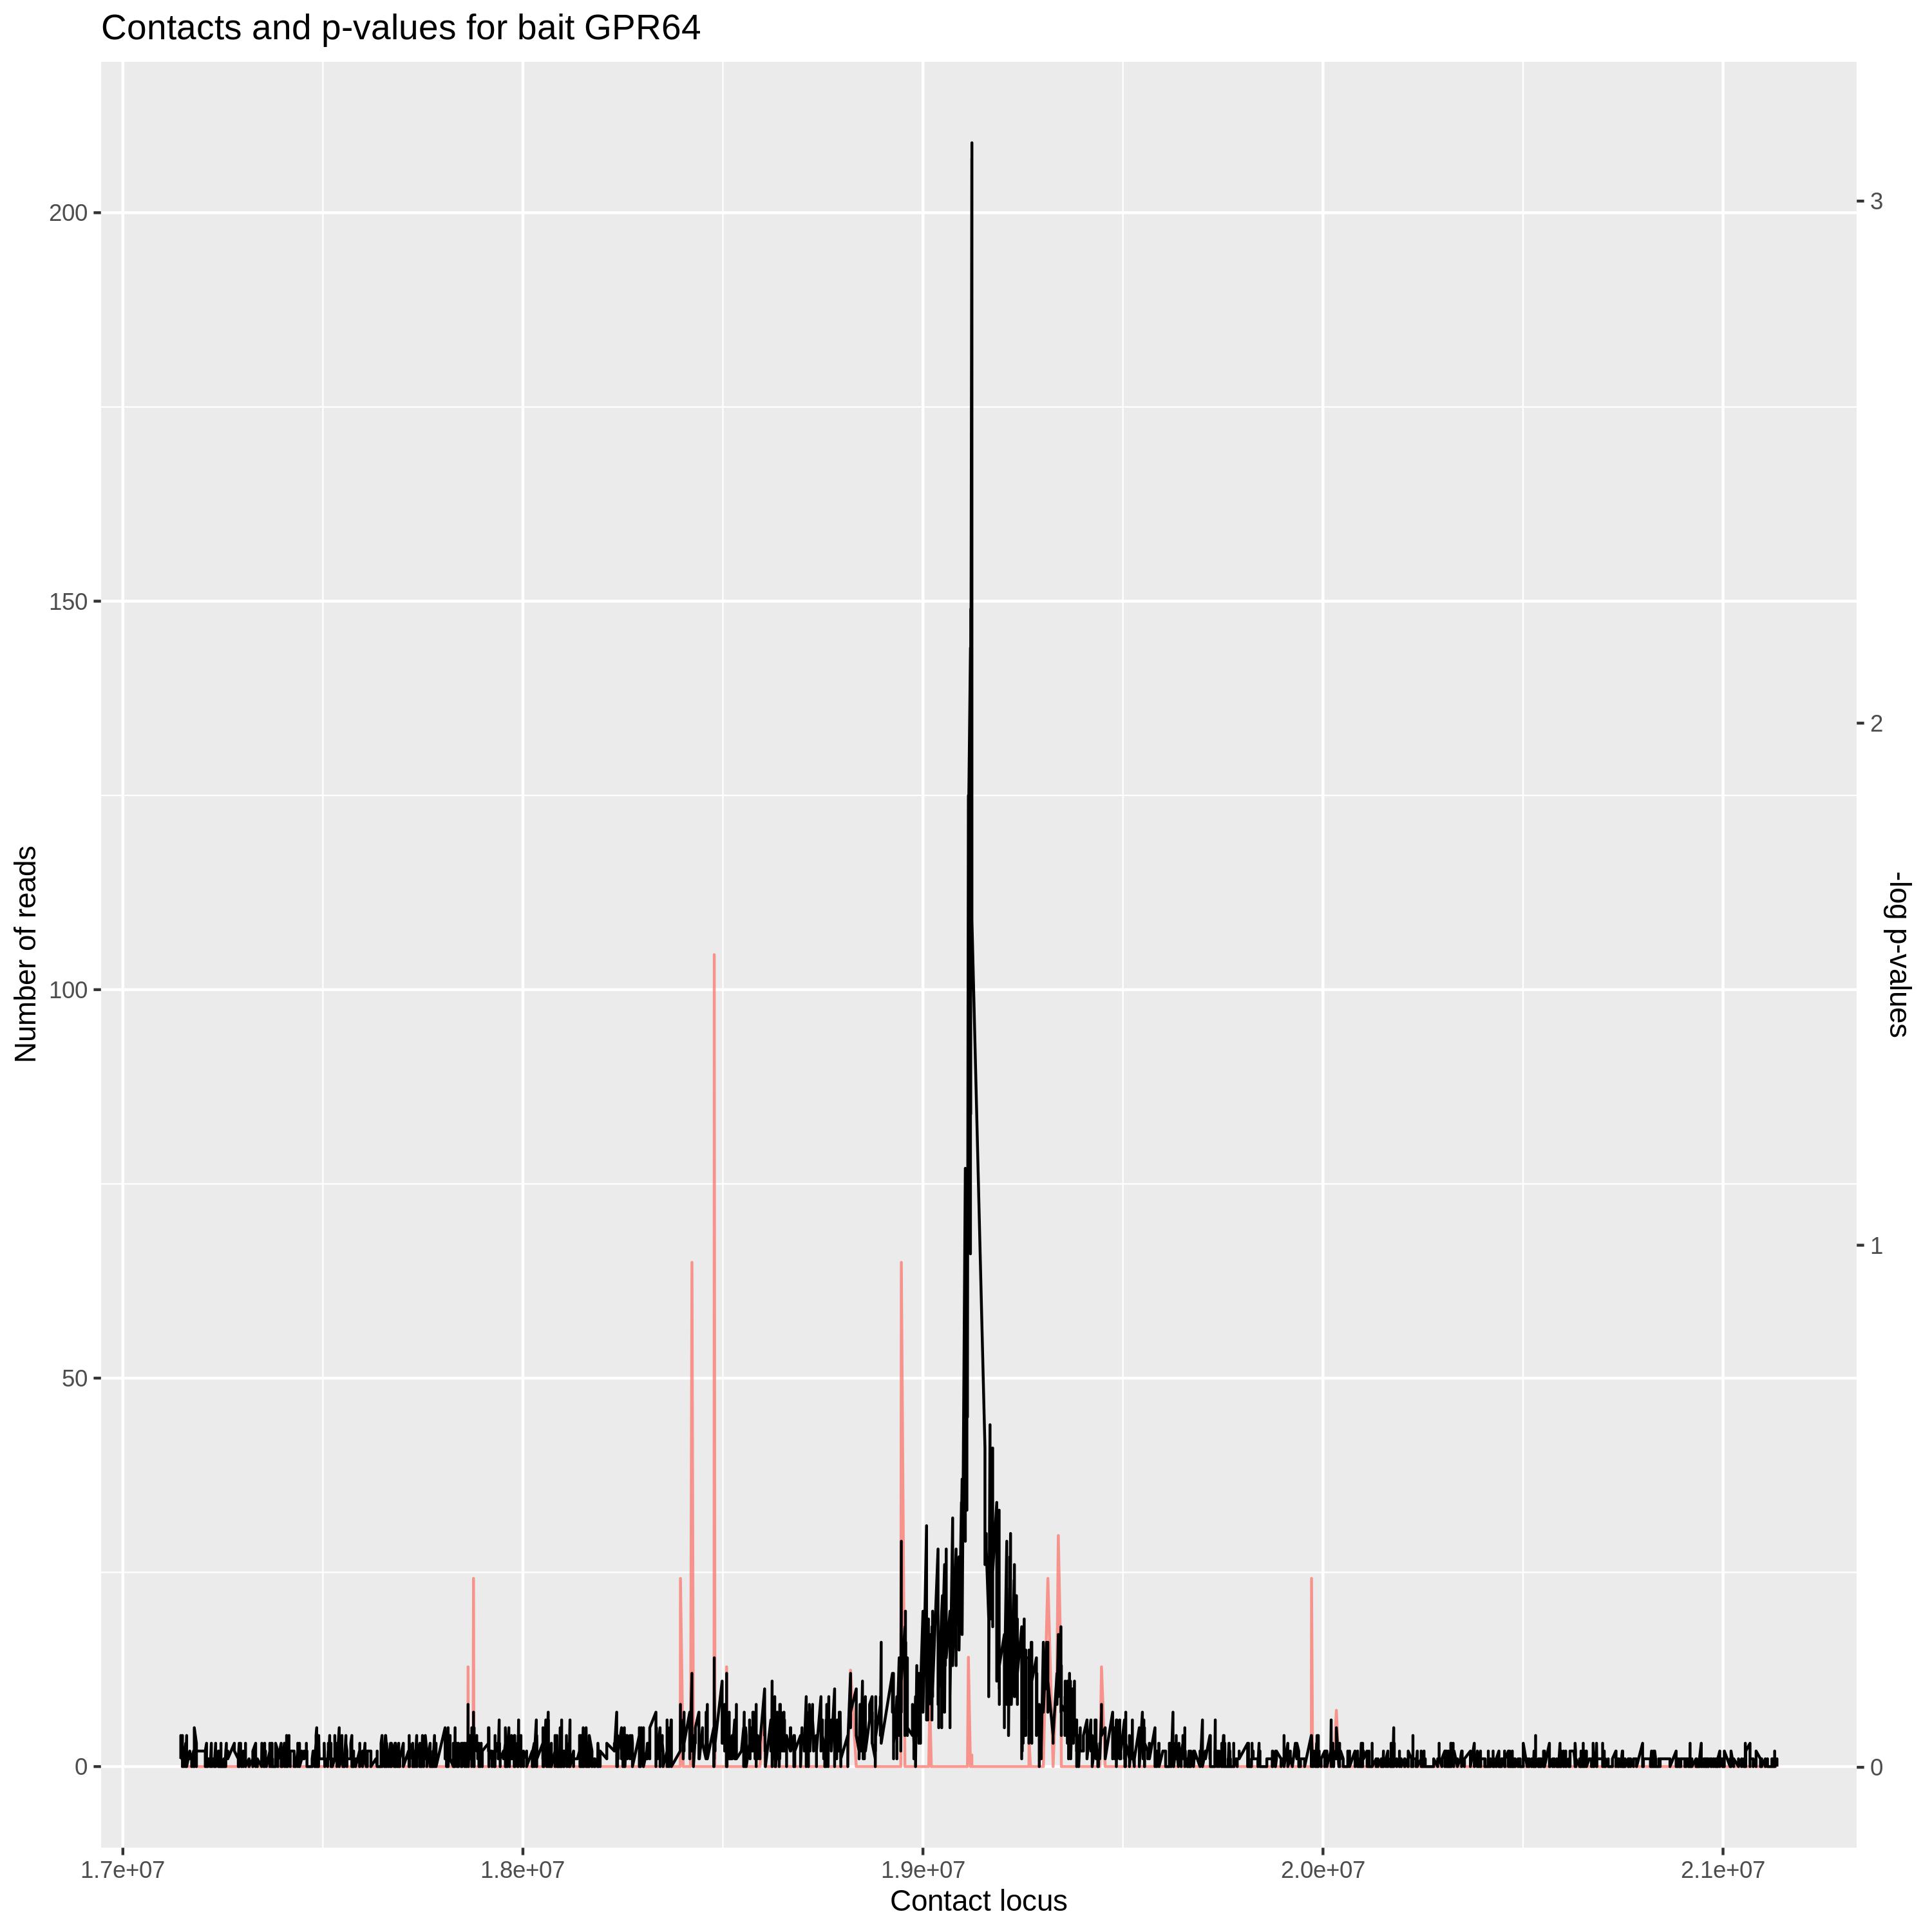 Contacts and p-values for bait GPR64
200
150
100
50
0
3
2
1
0
Number of reads
-log p-values
1.7e+07
1.8e+07
1.9e+07
2.0e+07
2.1e+07
Contact locus